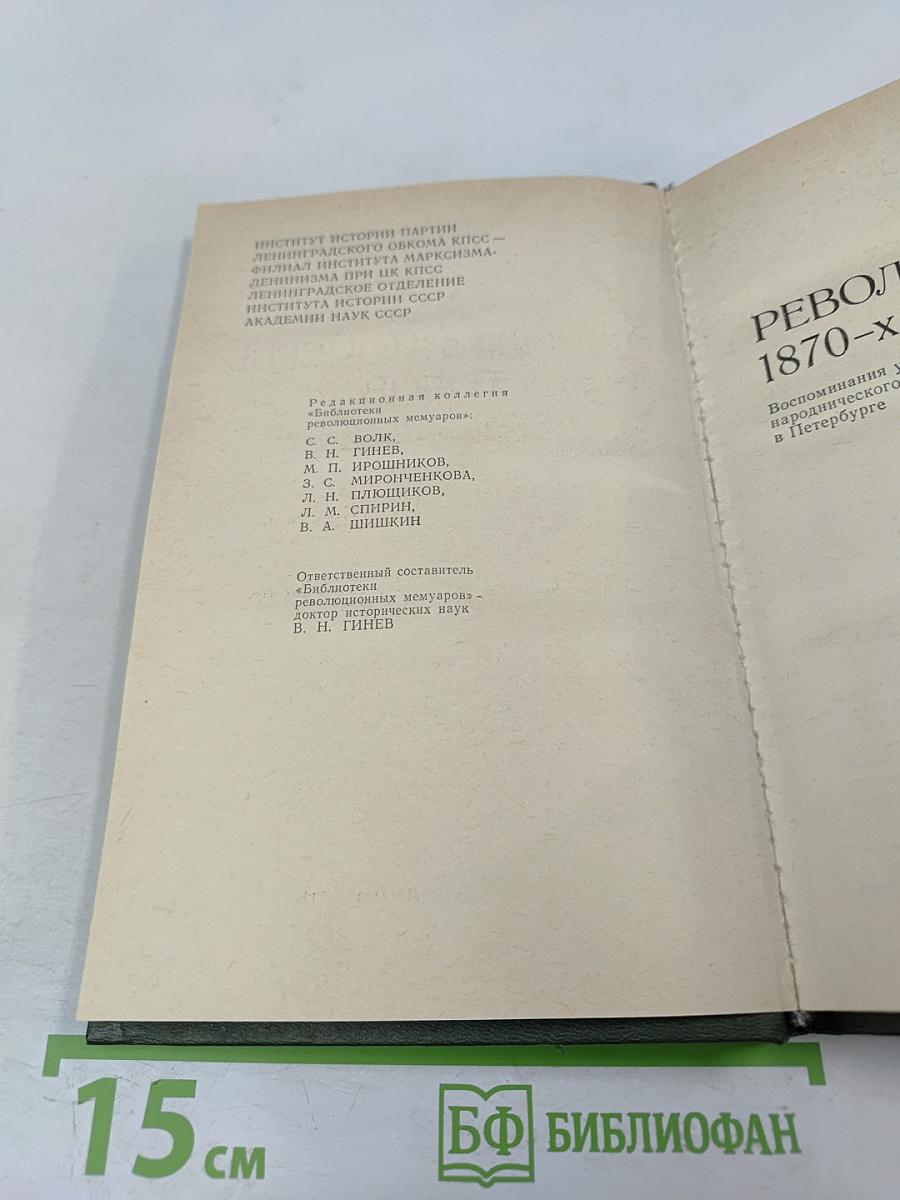 ИНСТИТУТ ИСТОРИИ ПАРТИИ
ЛЕНИНГРАДСКОГО ОБКОМА КПСС —
ФИЛИАЛ ИНСТИТУТА МАРКСИЗМА-
ЛЕНИНИЗМА ПРИ ЦК КПСС
ЛЕНИНГРАДСКОЕ ОТДЕЛЕНИЕ
ИНСТИТУТА ИСТОРИИ СССР
АКАДЕМИИ НАУК СССР
Редакционная коллегия
«Библиотеки
революционных мемуаров»:
С. С. ВОЛК,
В. Н. ГИНЕВ,
М. П. ИРОШНИКОВ,
З. С. МИРОНЧЕНКОВА,
Л. Н. ПЛЮЩИКОВ,
Л. М. СПИРИН,
В. А. ШИШКИН
Ответственный составитель
«Библиотеки
революционных мемуаров» –
доктор исторических наук
В. Н. ГИНЕВ
РЕВОЛ
1870-х
Воспоминания у
народнического
в Петербурге
15 см
БФ БИБЛИОФАН